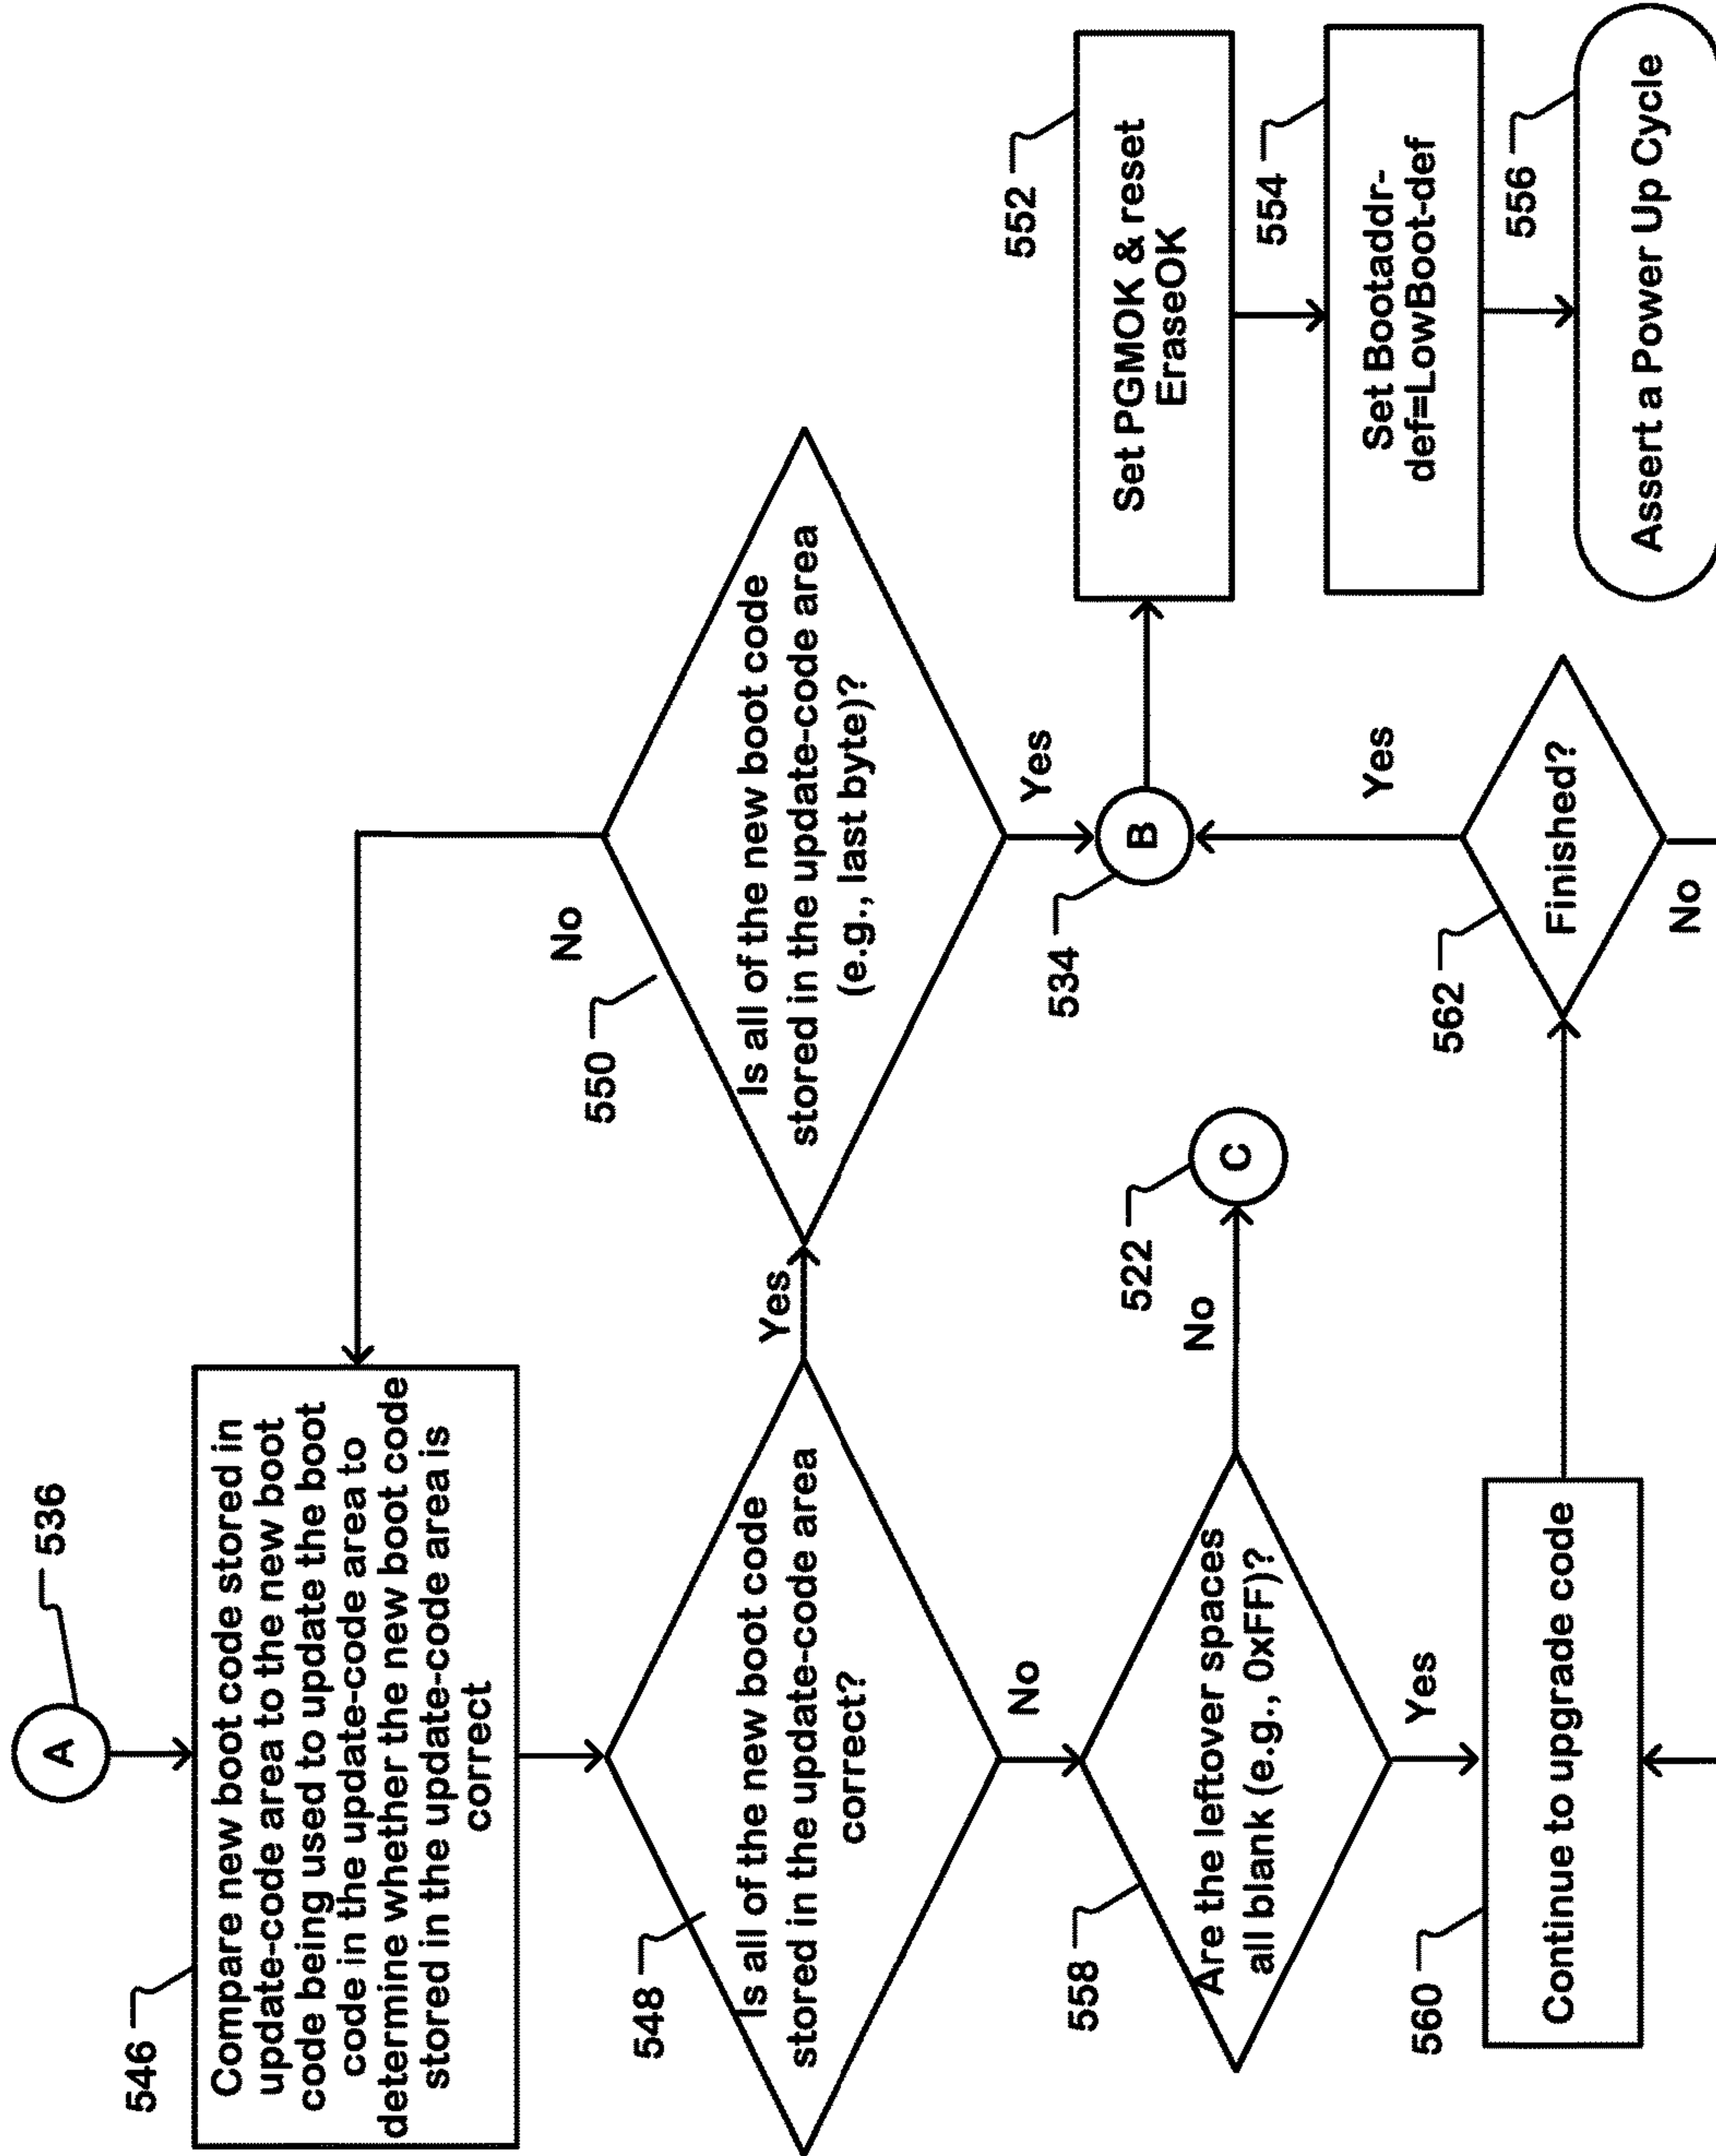 A
536
546
Compare new boot code stored in
update-code area to the new boot
code being used to update the boot
code in the update-code area to
determine whether the new boot code
stored in the update-code area is
correct
548
Is all of the new boot code
stored in the update-code area
correct?
Yes
No
550
Is all of the new boot code
stored in the update-code area
(e.g., last byte)?
No
Yes
558
Are the leftover spaces
all blank (e.g., 0xFF)?
No
522
C
Yes
534
B
552
Set PGMOK & reset
EraseOK
554
Set Bootaddr-
def=LowBoot-def
556
Assert a Power Up Cycle
560
Continue to upgrade code
562
Finished?
Yes
No